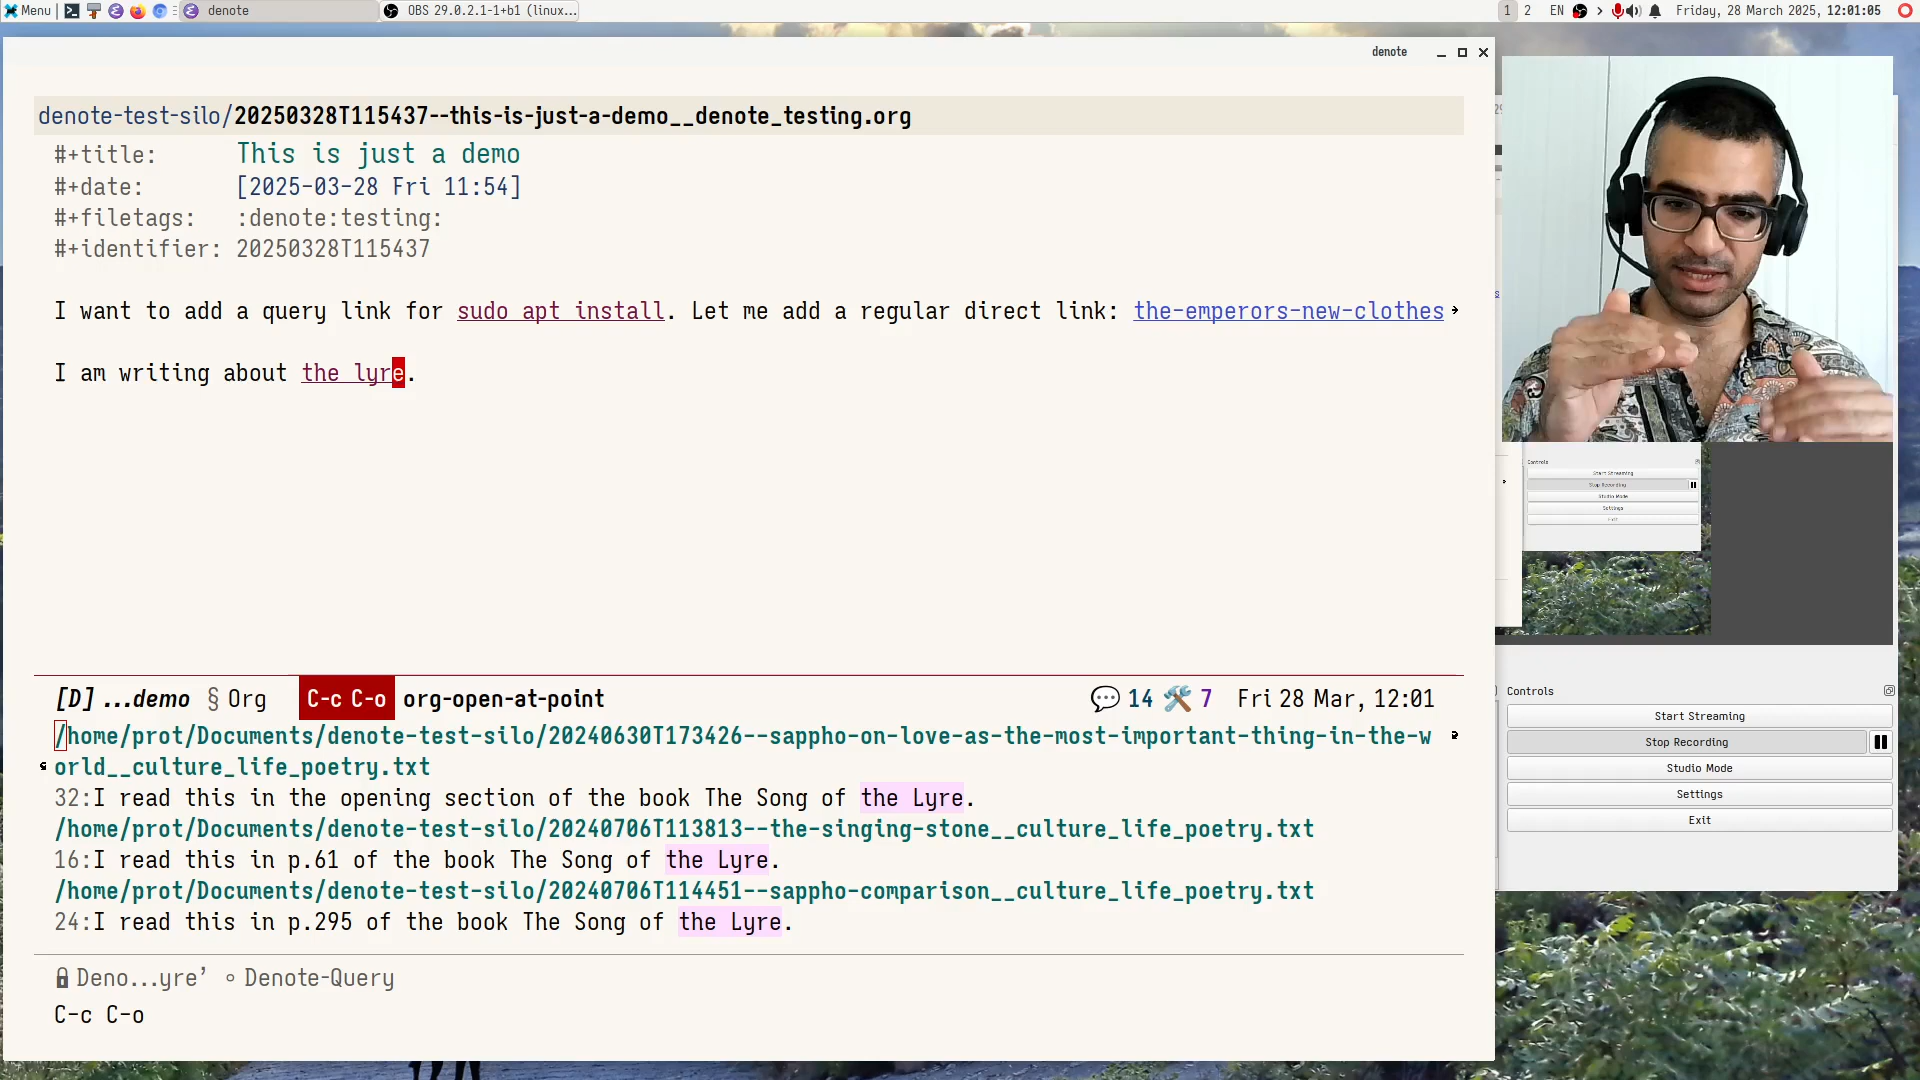 Menu
denote
OBS 29.0.2.1-1+b1 (linux...
1 2 EN
Friday, 28 March 2025, 12:01:05
denote
denote-test-silo/20250328T115437--this-is-just-a-demo__denote_testing.org
#+title: This is just a demo
#+date: [2025-03-28 Fri 11:54]
#+filetags: :denote:testing:
#+identifier: 20250328T115437
I want to add a query link for sudo apt install. Let me add a regular direct link: the-emperors-new-clothes
I am writing about the lyre.
[D] ...demo § Org C-c C-o org-open-at-point 14 7 Fri 28 Mar, 12:01
/home/prot/Documents/denote-test-silo/20240630T173426--sappho-on-love-as-the-most-important-thing-in-the-w
orld__culture_life_poetry.txt
32:I read this in the opening section of the book The Song of the Lyre.
/home/prot/Documents/denote-test-silo/20240706T113813--the-singing-stone__culture_life_poetry.txt
16:I read this in p.61 of the book The Song of the Lyre.
/home/prot/Documents/denote-test-silo/20240706T114451--sappho-comparison__culture_life_poetry.txt
24:I read this in p.295 of the book The Song of the Lyre.
Deno...yre’ ◦ Denote-Query
C-c C-o
Controls
Start Streaming
Stop Recording
Studio Mode
Settings
Exit
Controls
Start Streaming
Stop Recording
Studio Mode
Settings
Exit